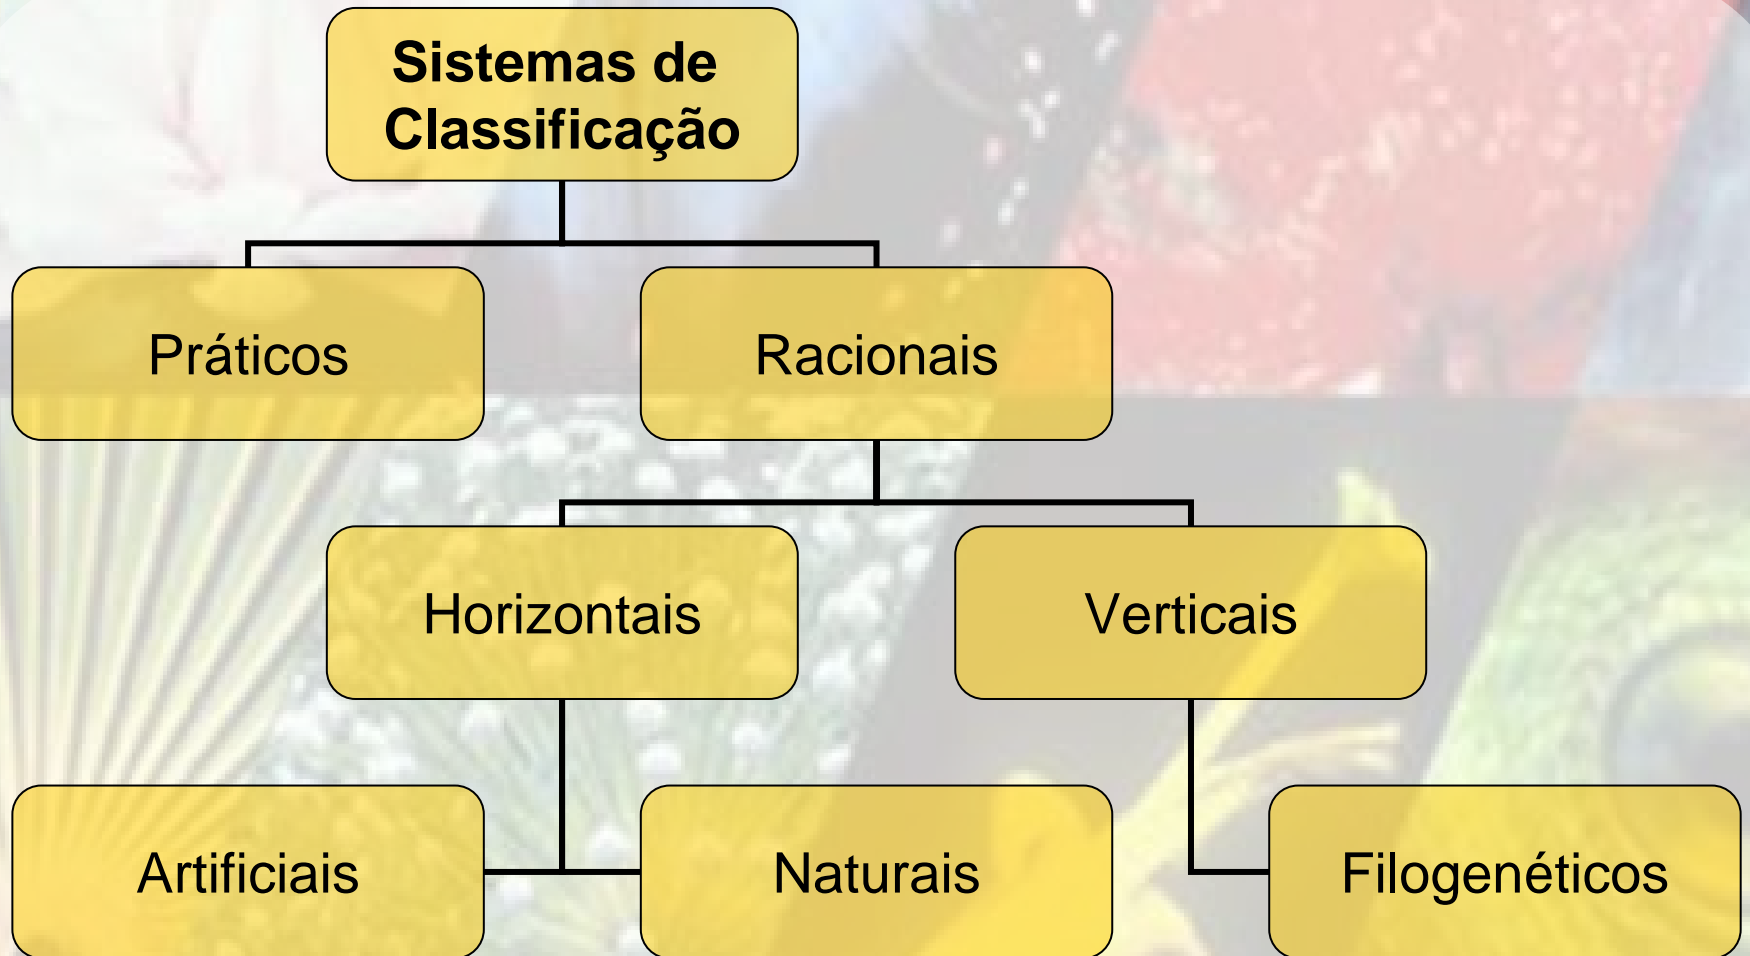 Sistemas de
Classificação
Práticos
Racionais
Horizontais
Verticais
Artificiais
Naturais
Filogenéticos